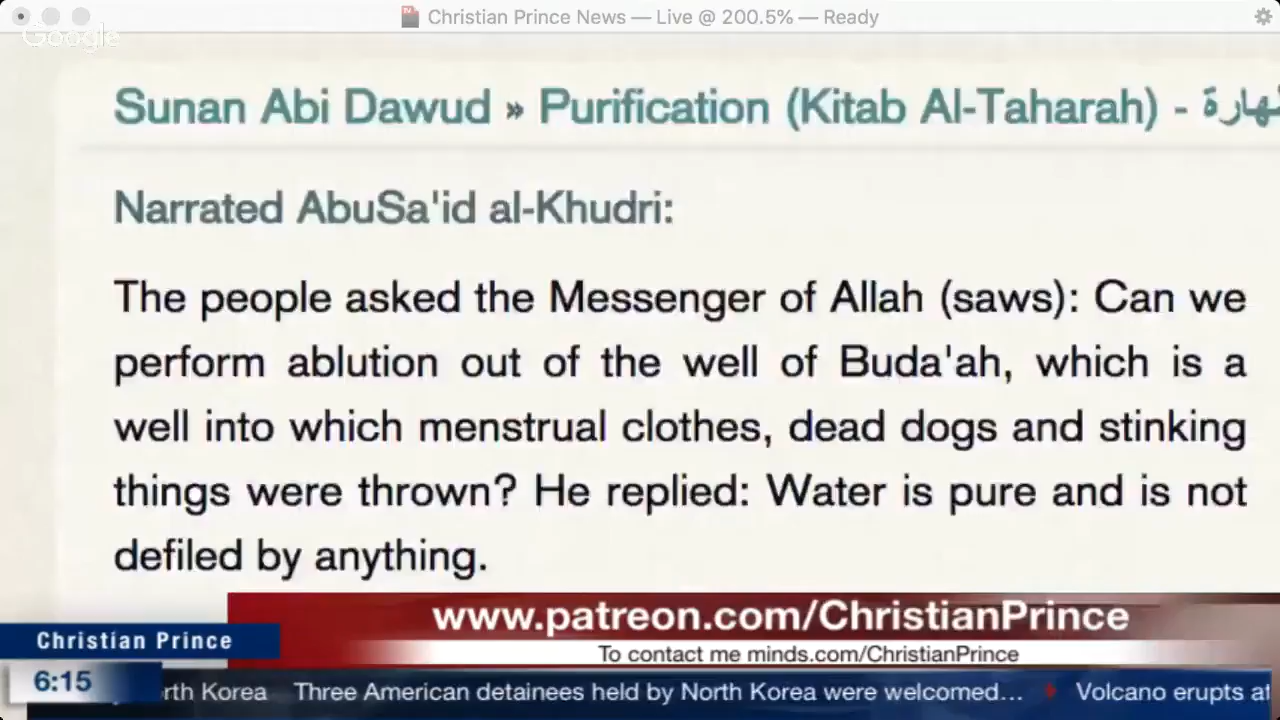 Christian Prince News — Live @ 200.5% — Ready
Google
Sunan Abi Dawud » Purification (Kitab Al-Taharah) -
Narrated AbuSa'id al-Khudri:
The people asked the Messenger of Allah (saws): Can we
perform ablution out of the well of Buda'ah, which is a
well into which menstrual clothes, dead dogs and stinking
things were thrown? He replied: Water is pure and is not
defiled by anything.
www.patreon.com/ChristianPrince
Christian Prince
To contact me minds.com/ChristianPrince
6:15
rth Korea Three American detainees held by North Korea were welcomed... Volcano erupts at